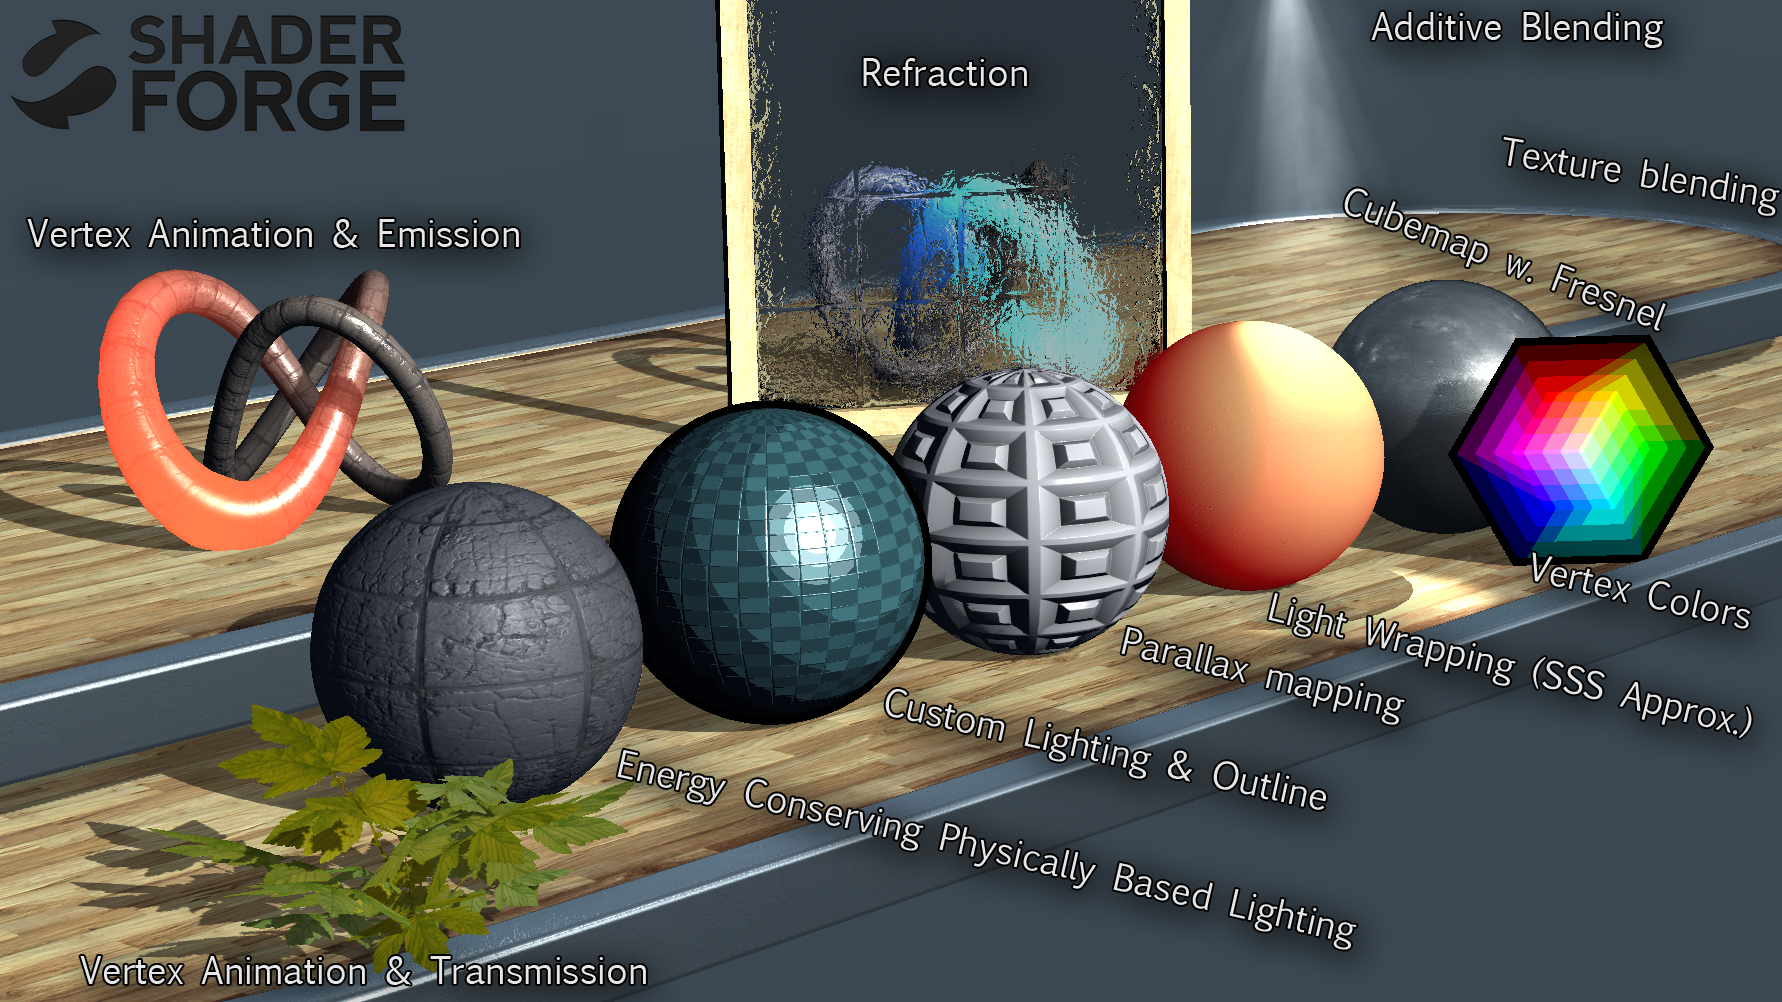 SHADER
FORGE
Refraction
Additive Blending
Texture blending
Cubemap w. Fresnel
Vertex Animation & Emission
Vertex Colors
Light Wrapping (SSS Approx.)
Parallax mapping
Custom Lighting & Outline
Energy Conserving Physically Based Lighting
Vertex Animation & Transmission